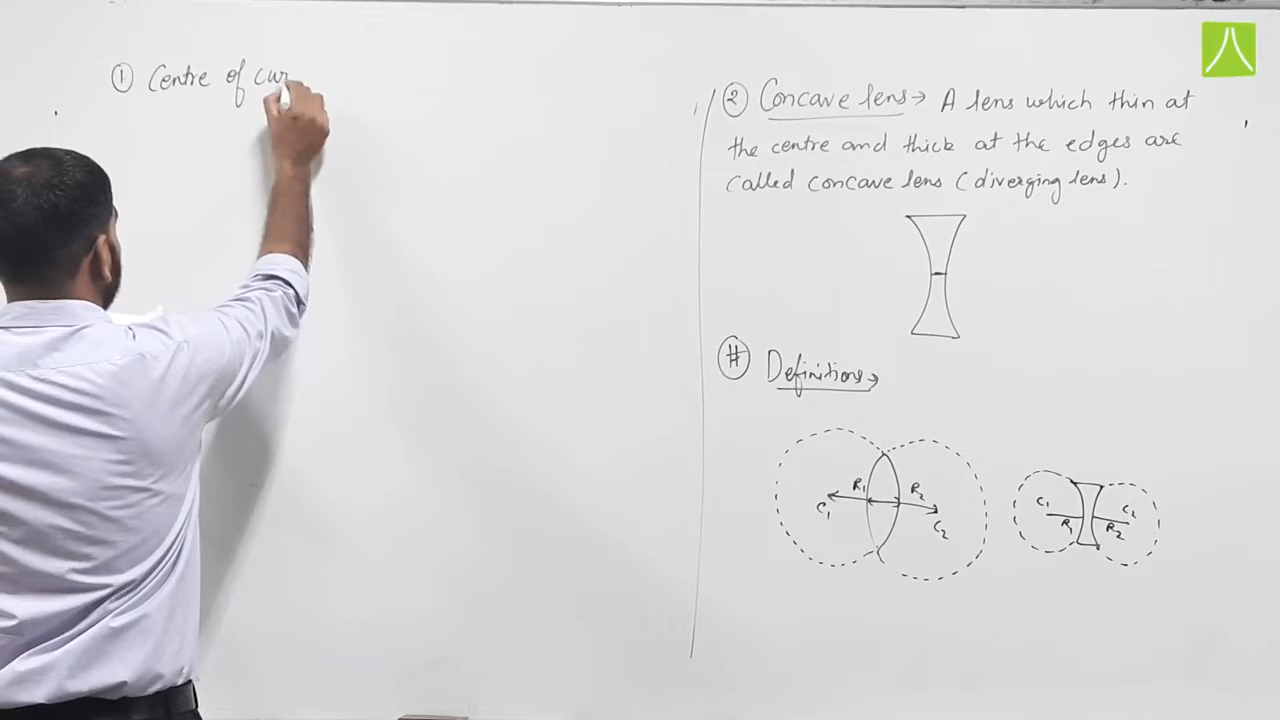 ① Centre of cur
② Concave lens → A lens which thin at
the centre and thick at the edges are
called concave lens (diverging lens).
# Definitions →
R₁ R₂
C₁ C₂
C₁ C₂
R₁ R₂